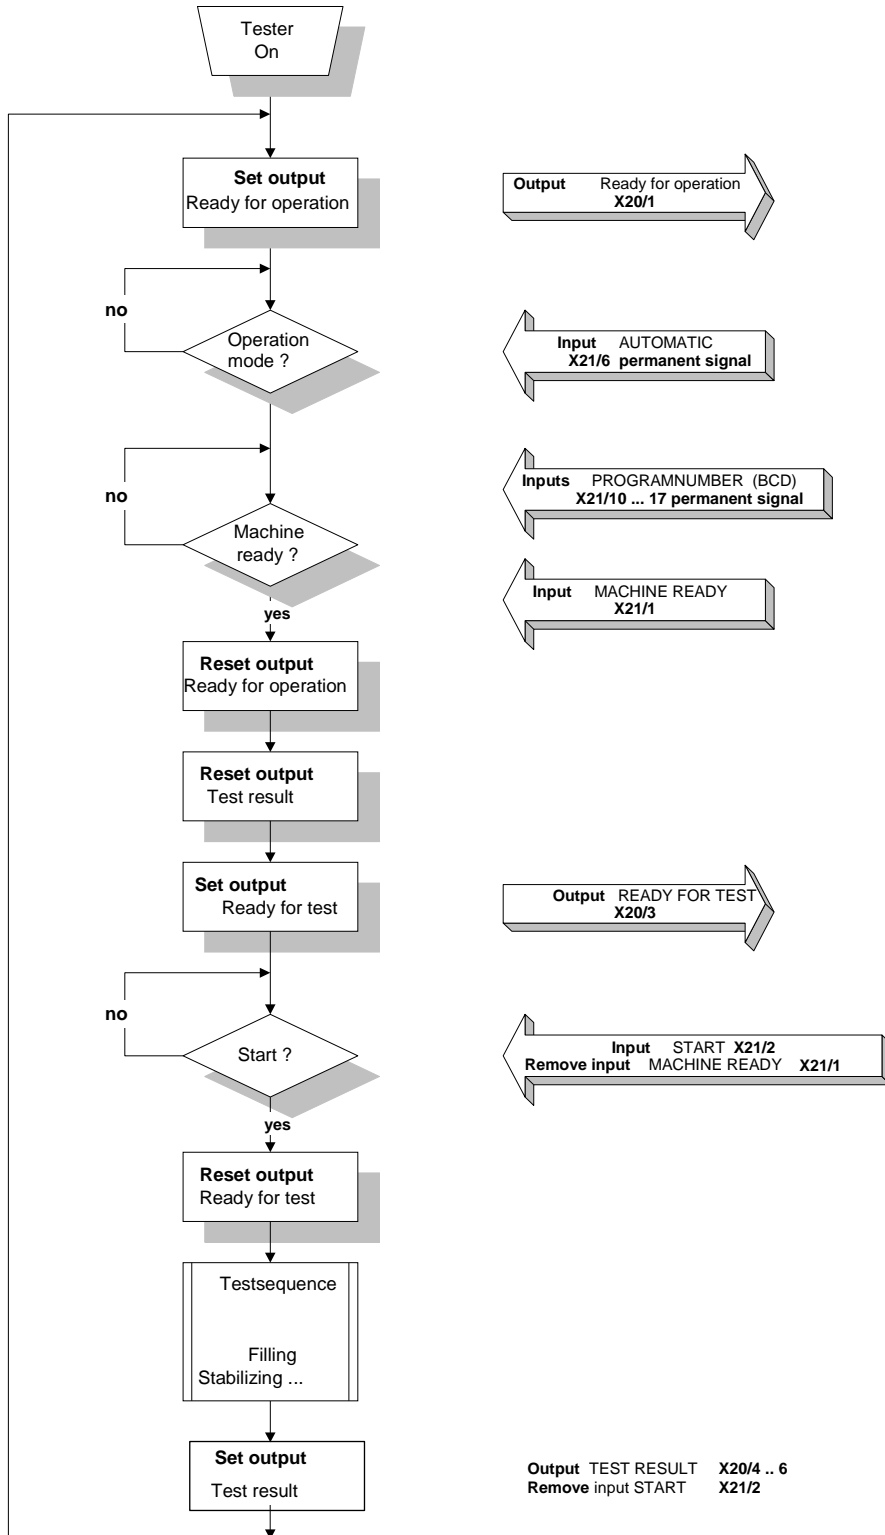 Tester
On
Set output
Ready for operation
Output Ready for operation
X20/1
no
Operation
mode ?
Input AUTOMATIC
X21/6 permanent signal
no
Machine
ready ?
Inputs PROGRAMNUMBER (BCD)
X21/10 ... 17 permanent signal
Input MACHINE READY
X21/1
yes
Reset output
Ready for operation
Reset output
Test result
Set output
Ready for test
Output READY FOR TEST
X20/3
no
Start ?
Input START X21/2
Remove input MACHINE READY X21/1
yes
Reset output
Ready for test
Testsequence
Filling
Stabilizing ...
Set output
Test result
Output TEST RESULT X20/4 .. 6
Remove input START X21/2